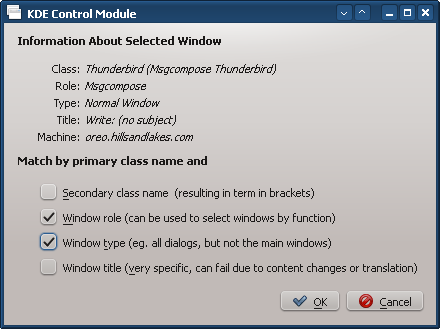 KDE Control Module
Information About Selected Window
Class: Thunderbird (Msgcompose Thunderbird)
Role: Msgcompose
Type: Normal Window
Title: Write: (no subject)
Machine: oreo.hillsandlakes.com
Match by primary class name and
Secondary class name (resulting in term in brackets)
Window role (can be used to select windows by function)
Window type (eg. all dialogs, but not the main windows)
Window title (very specific, can fail due to content changes or translation)
OK
Cancel